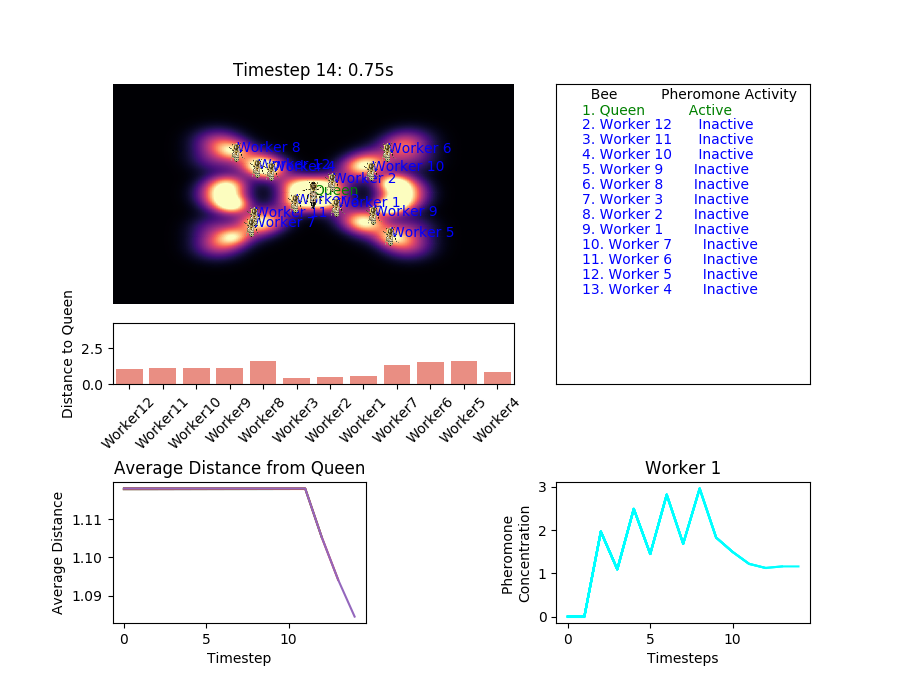 Timestep 14: 0.75s
Worker 8
Worker 6
Worker 10
Worker 2
Queen
Worker 1
Worker 11
Worker 9
Worker 7
Worker 5
Bee Pheromone Activity
1. Queen Active
2. Worker 12 Inactive
3. Worker 11 Inactive
4. Worker 10 Inactive
5. Worker 9 Inactive
6. Worker 8 Inactive
7. Worker 3 Inactive
8. Worker 2 Inactive
9. Worker 1 Inactive
10. Worker 7 Inactive
11. Worker 6 Inactive
12. Worker 5 Inactive
13. Worker 4 Inactive
Distance to Queen
2.5
0.0
Worker12
Worker11
Worker10
Worker9
Worker8
Worker3
Worker2
Worker1
Worker7
Worker6
Worker5
Worker4
Average Distance from Queen
Average Distance
1.11
1.10
1.09
0 5 10
Timestep
Worker 1
Pheromone
Concentration
3
2
1
0
0 5 10
Timesteps